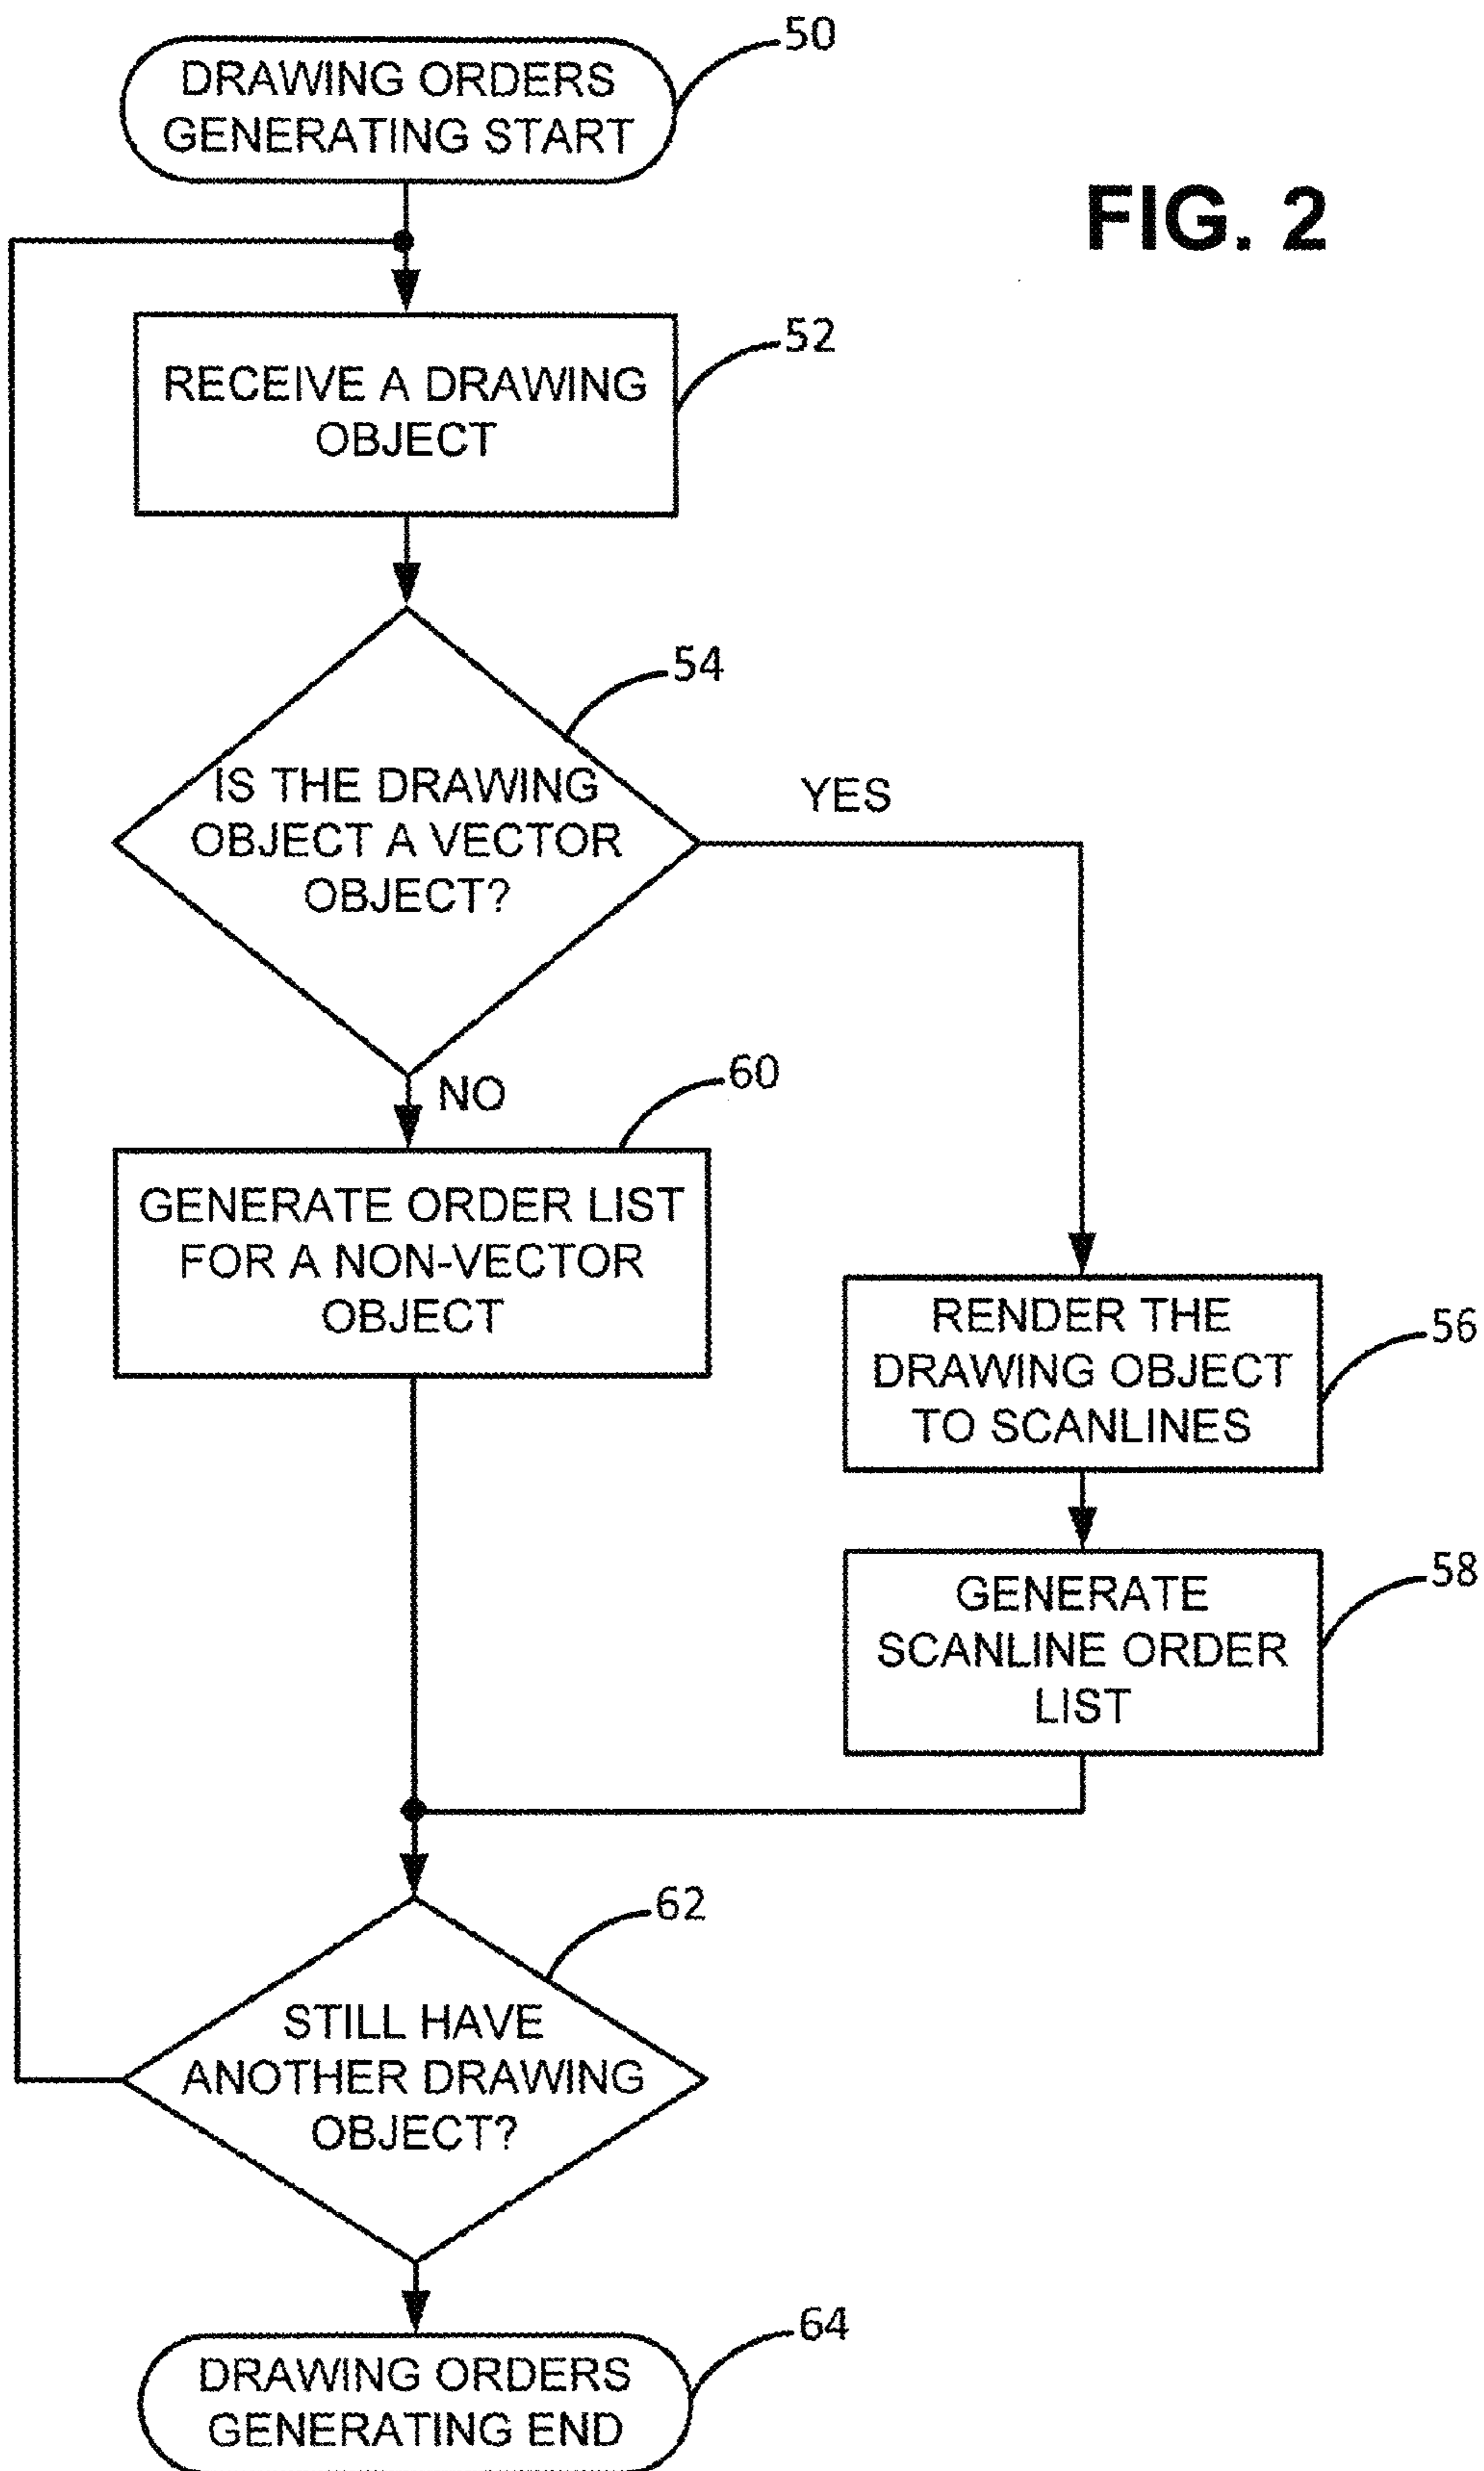 50
DRAWING ORDERS
GENERATING START
FIG. 2
52
RECEIVE A DRAWING
OBJECT
54
IS THE DRAWING
OBJECT A VECTOR
OBJECT?
YES
NO
60
GENERATE ORDER LIST
FOR A NON-VECTOR
OBJECT
RENDER THE
DRAWING OBJECT
TO SCANLINES
56
GENERATE
SCANLINE ORDER
LIST
58
62
STILL HAVE
ANOTHER DRAWING
OBJECT?
64
DRAWING ORDERS
GENERATING END